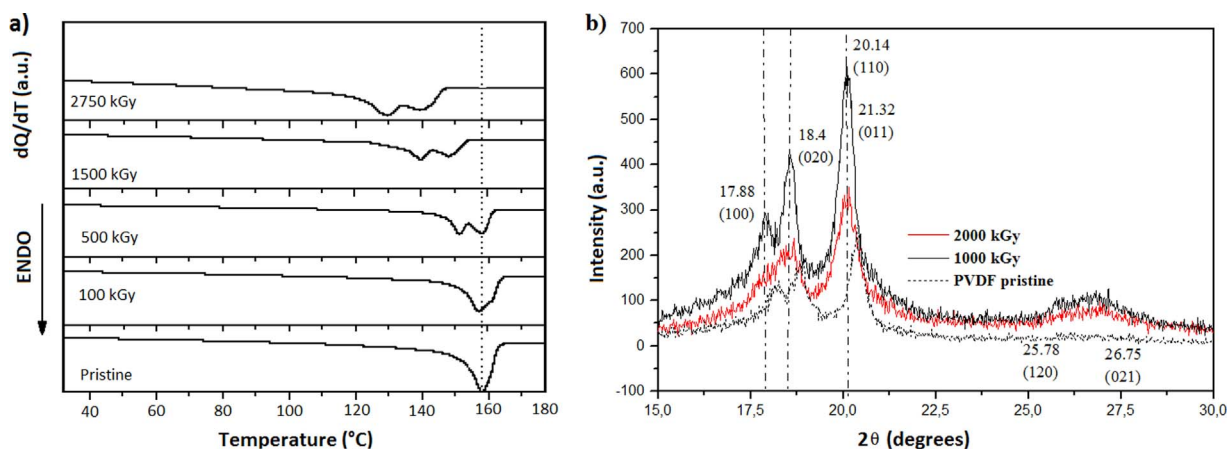 a)
dQ/dT (a.u.)
ENDO
2750 kGy
1500 kGy
500 kGy
100 kGy
Pristine
40 60 80 100 120 140 160 180
Temperature (°C)
b)
Intensity (a.u.)
700
600
500
400
300
200
100
0
-100
20.14
(110)
21.32
(011)
18.4
(020)
17.88
(100)
2000 kGy
1000 kGy
PVDF pristine
25.78
(120)
26.75
(021)
15,0 17,5 20,0 22,5 25,0 27,5 30,0
2θ (degrees)